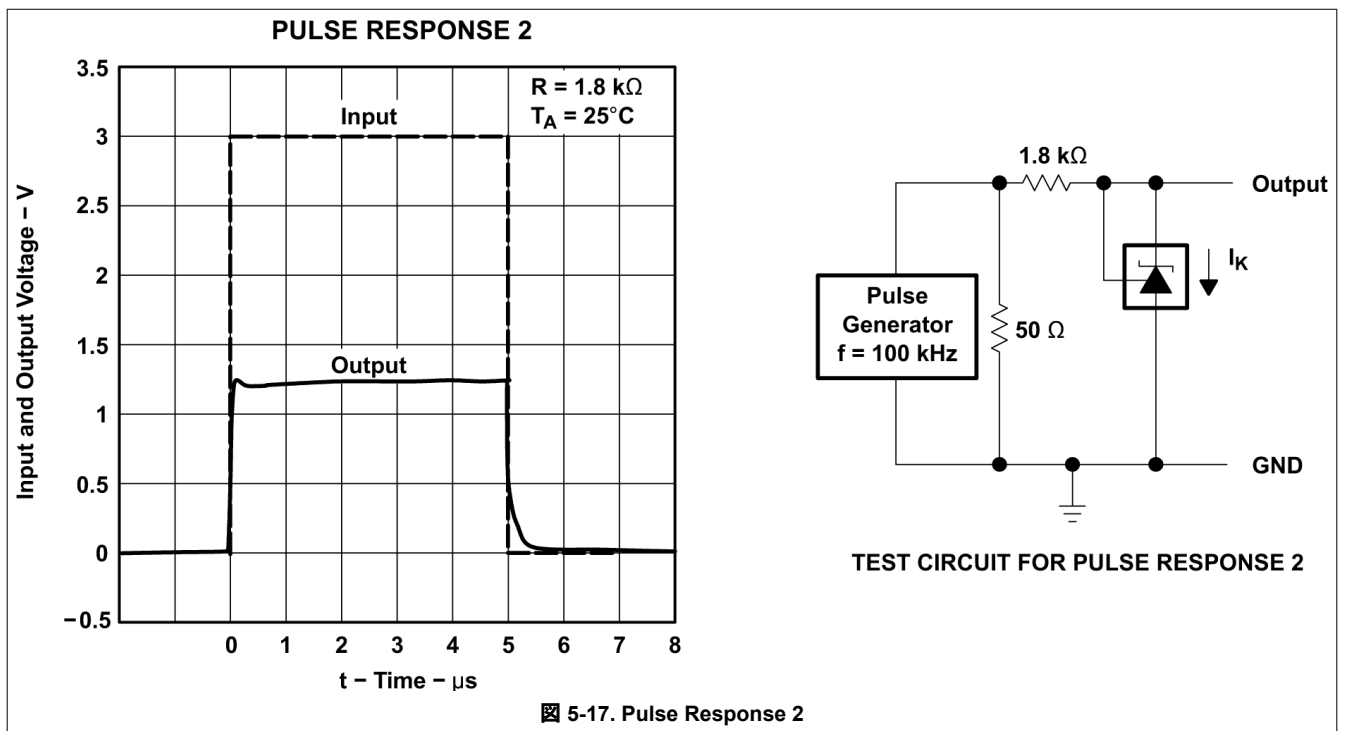 PULSE RESPONSE 2
Input and Output Voltage − V
3.5
3
2.5
2
1.5
1
0.5
0
−0.5
R = 1.8 kΩ
TA = 25°C
Input
Output
0 1 2 3 4 5 6 7 8
t − Time − μs
1.8 kΩ
Output
IK
Pulse
Generator
f = 100 kHz
50 Ω
GND
TEST CIRCUIT FOR PULSE RESPONSE 2
図 5-17. Pulse Response 2